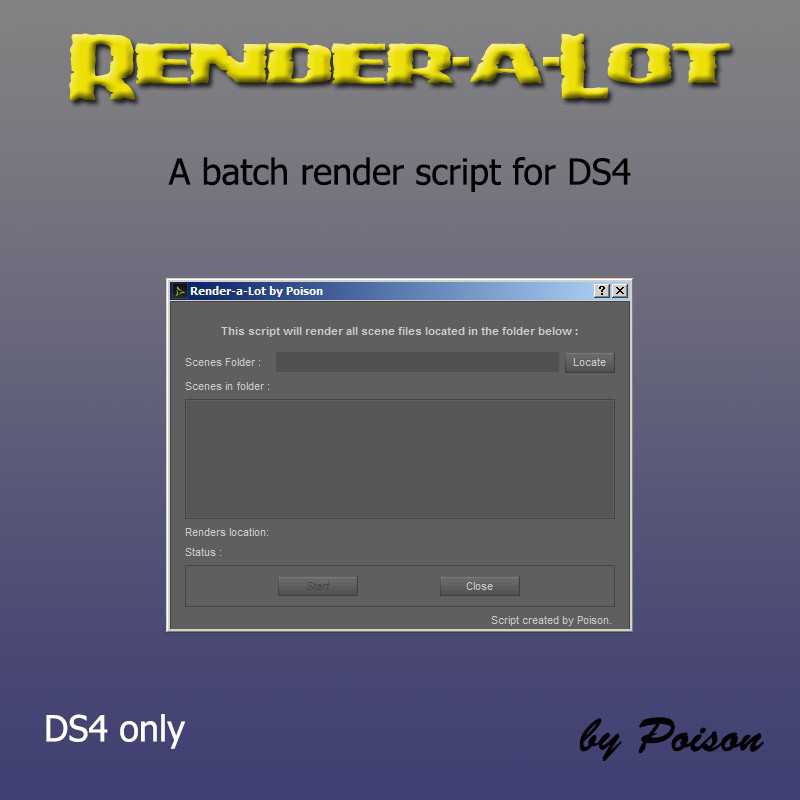 Render-a-Lot
A batch render script for DS4
Render-a-Lot by Poison
This script will render all scene files located in the folder below :
Scenes Folder : Locate
Scenes in folder :
Renders location:
Status :
Start Close
Script created by Poison.
DS4 only
by Poison